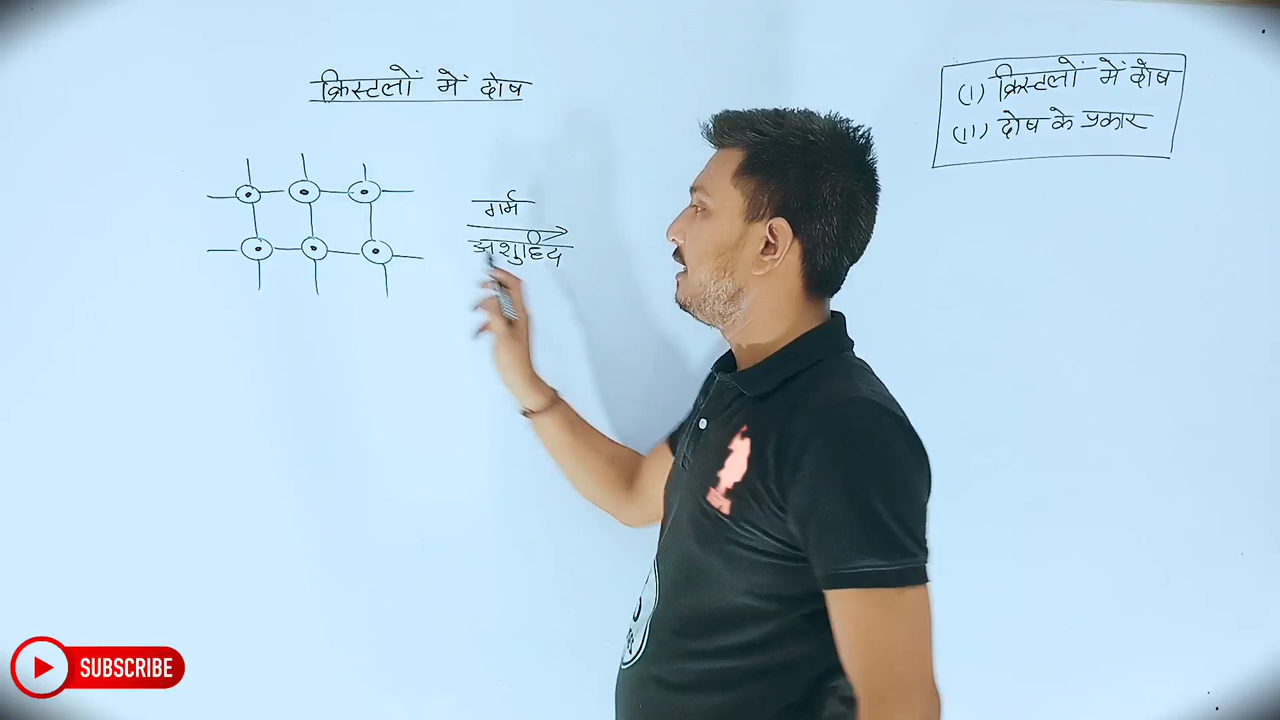 क्रिस्टलों में दोष
(I) क्रिस्टलों में दोष
(II) दोष के प्रकार
गर्म
अशुद्धि
SUBSCRIBE